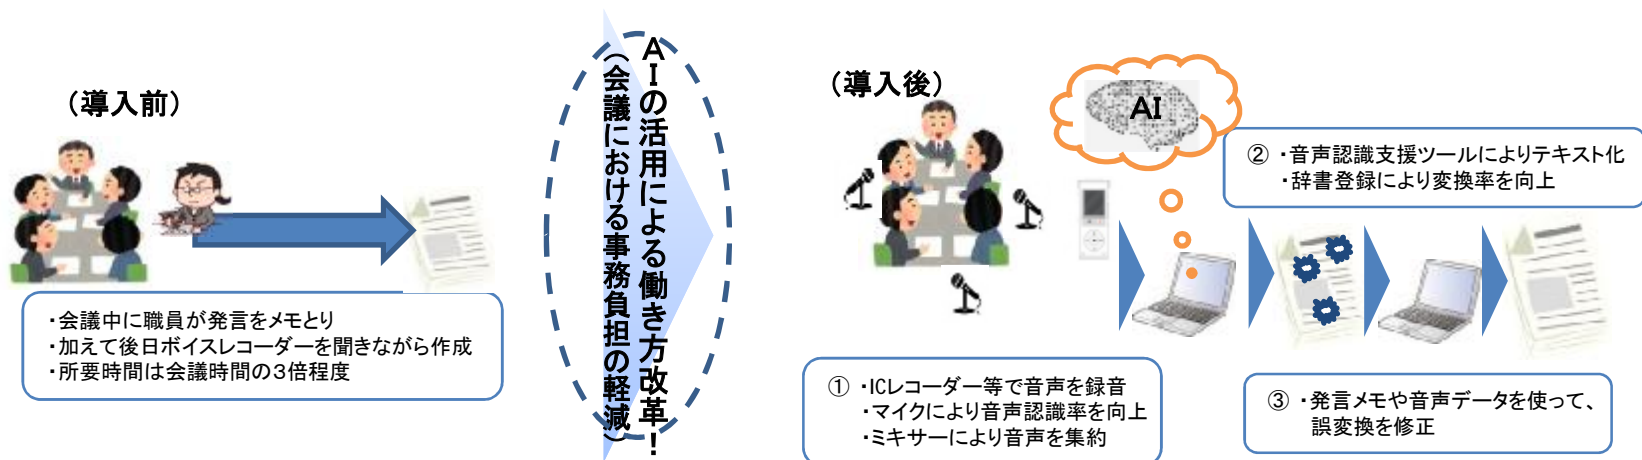 （導入前）
・会議中に職員が発言をメモとり
・加えて後日ボイスレコーダーを聞きながら作成
・所要時間は会議時間の３倍程度
ＡＩの活用による働き方改革！
（会議における事務負担の軽減）
（導入後）
AI
① ・ICレコーダー等で音声を録音
・マイクにより音声認識率を向上
・ミキサーにより音声を集約
② ・音声認識支援ツールによりテキスト化
・辞書登録により変換率を向上
③ ・発言メモや音声データを使って、
誤変換を修正